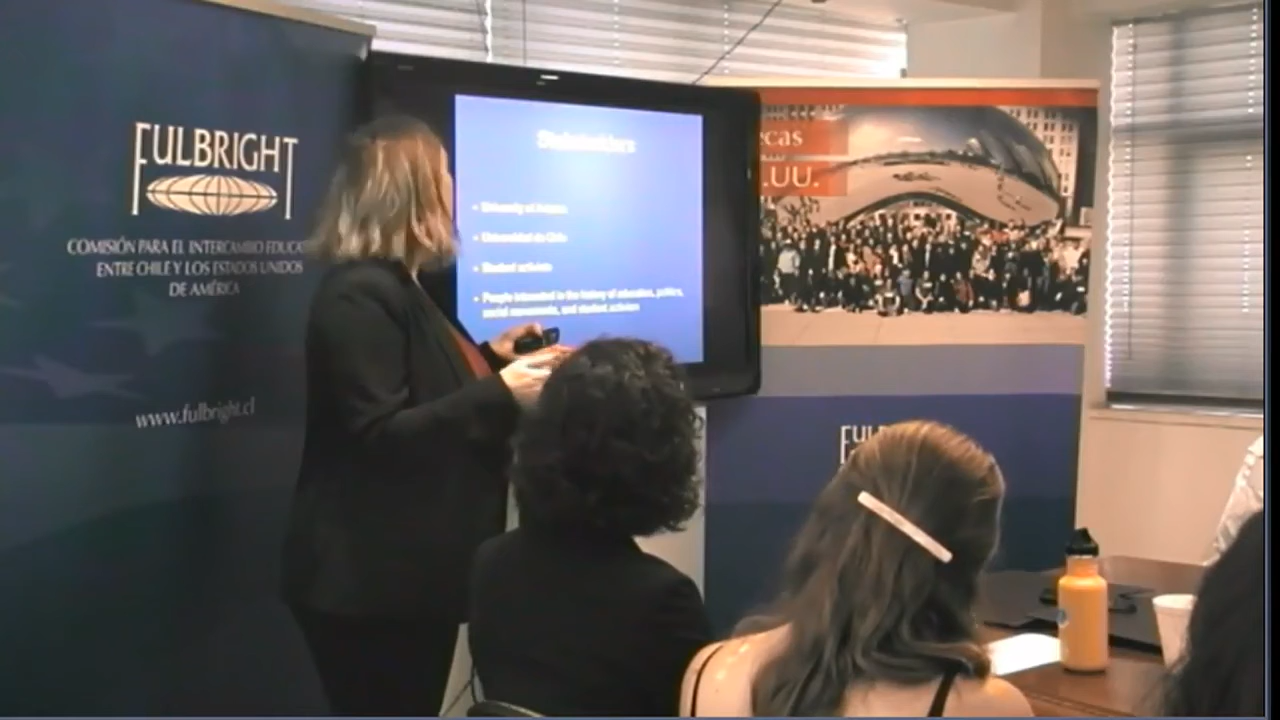 FULBRIGHT
COMISIÓN PARA EL INTERCAMBIO EDUCA
ENTRE CHILE Y LOS ESTADOS UNIDOS
DE AMÉRICA
www.fulbright.cl
Stakeholders
• University of Arizona
• Universidad de Chile
• Student activists
• People interested in the history of education, politics,
social movements, and student activism
ecas
.UU.
FUL